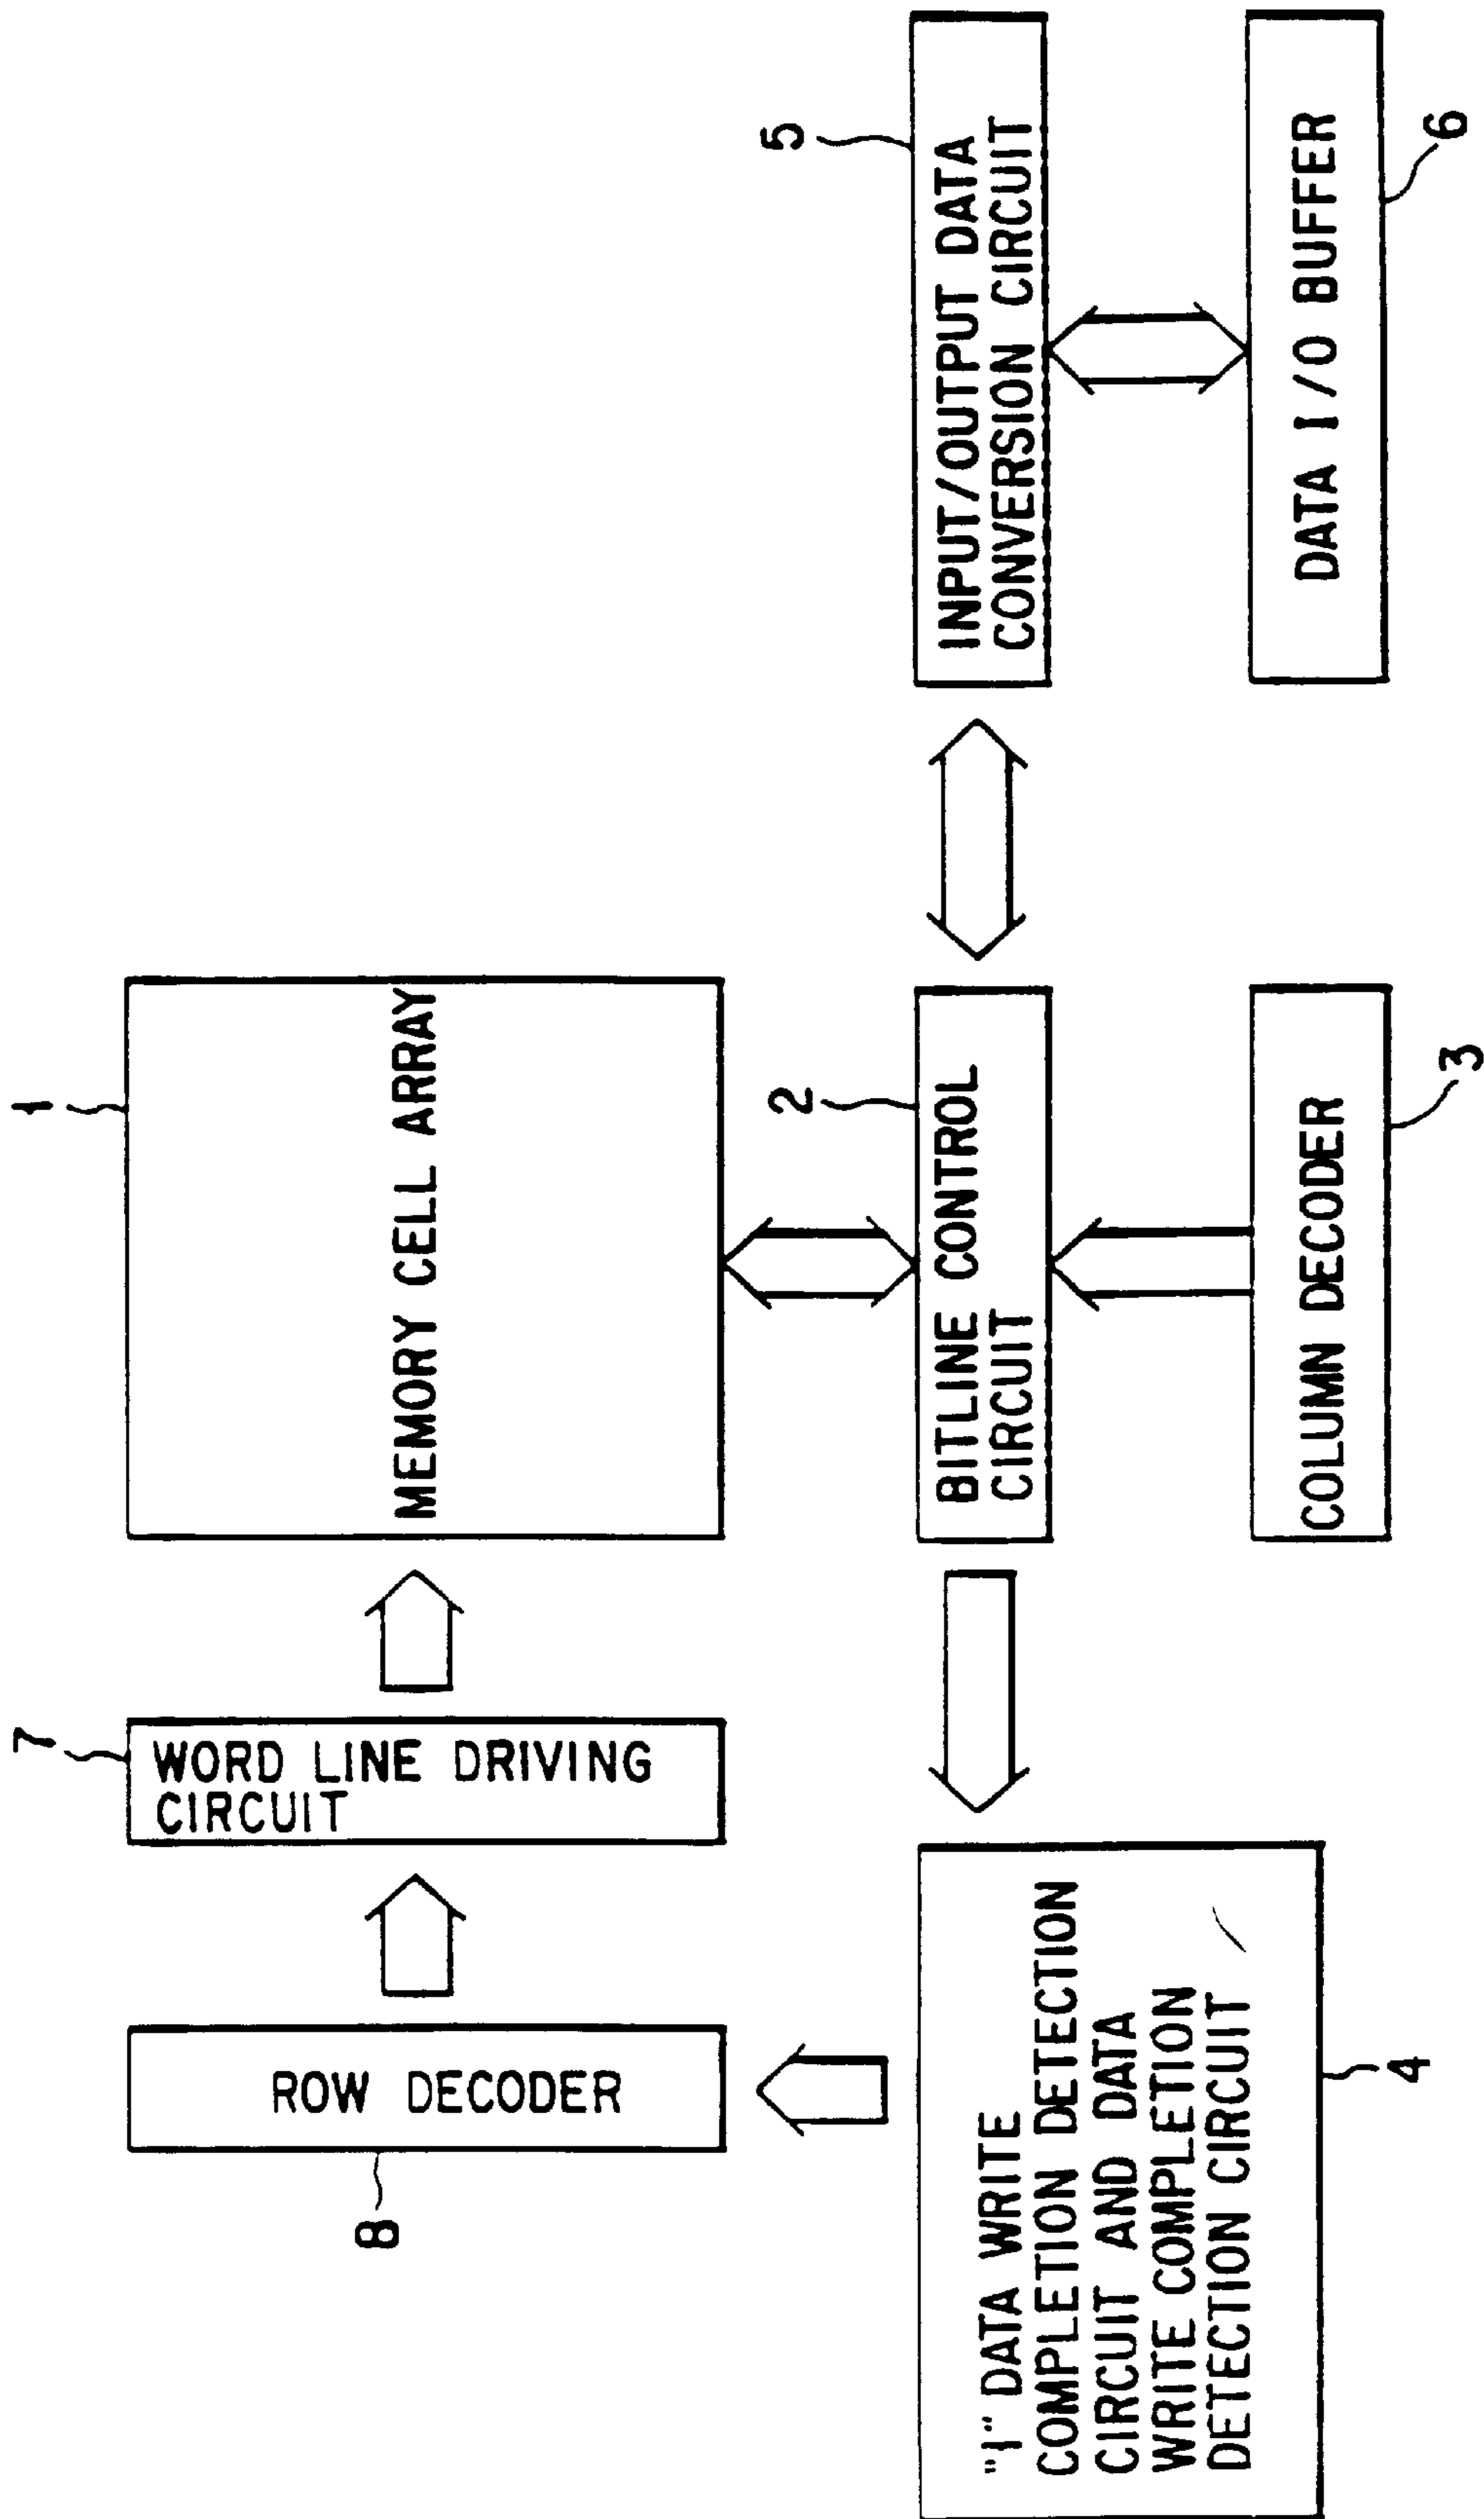 1
MEMORY CELL ARRAY
7
WORD LINE DRIVING
CIRCUIT
ROW DECODER
8
2
BITLINE CONTROL
CIRCUIT
5
INPUT/OUTPUT DATA
CONVERSION CIRCUIT
"1" DATA WRITE
COMPLETION DETECTION
CIRCUIT AND DATA
WRITE COMPLETION
DETECTION CIRCUIT
4
COLUMN DECODER
3
DATA I/O BUFFER
6